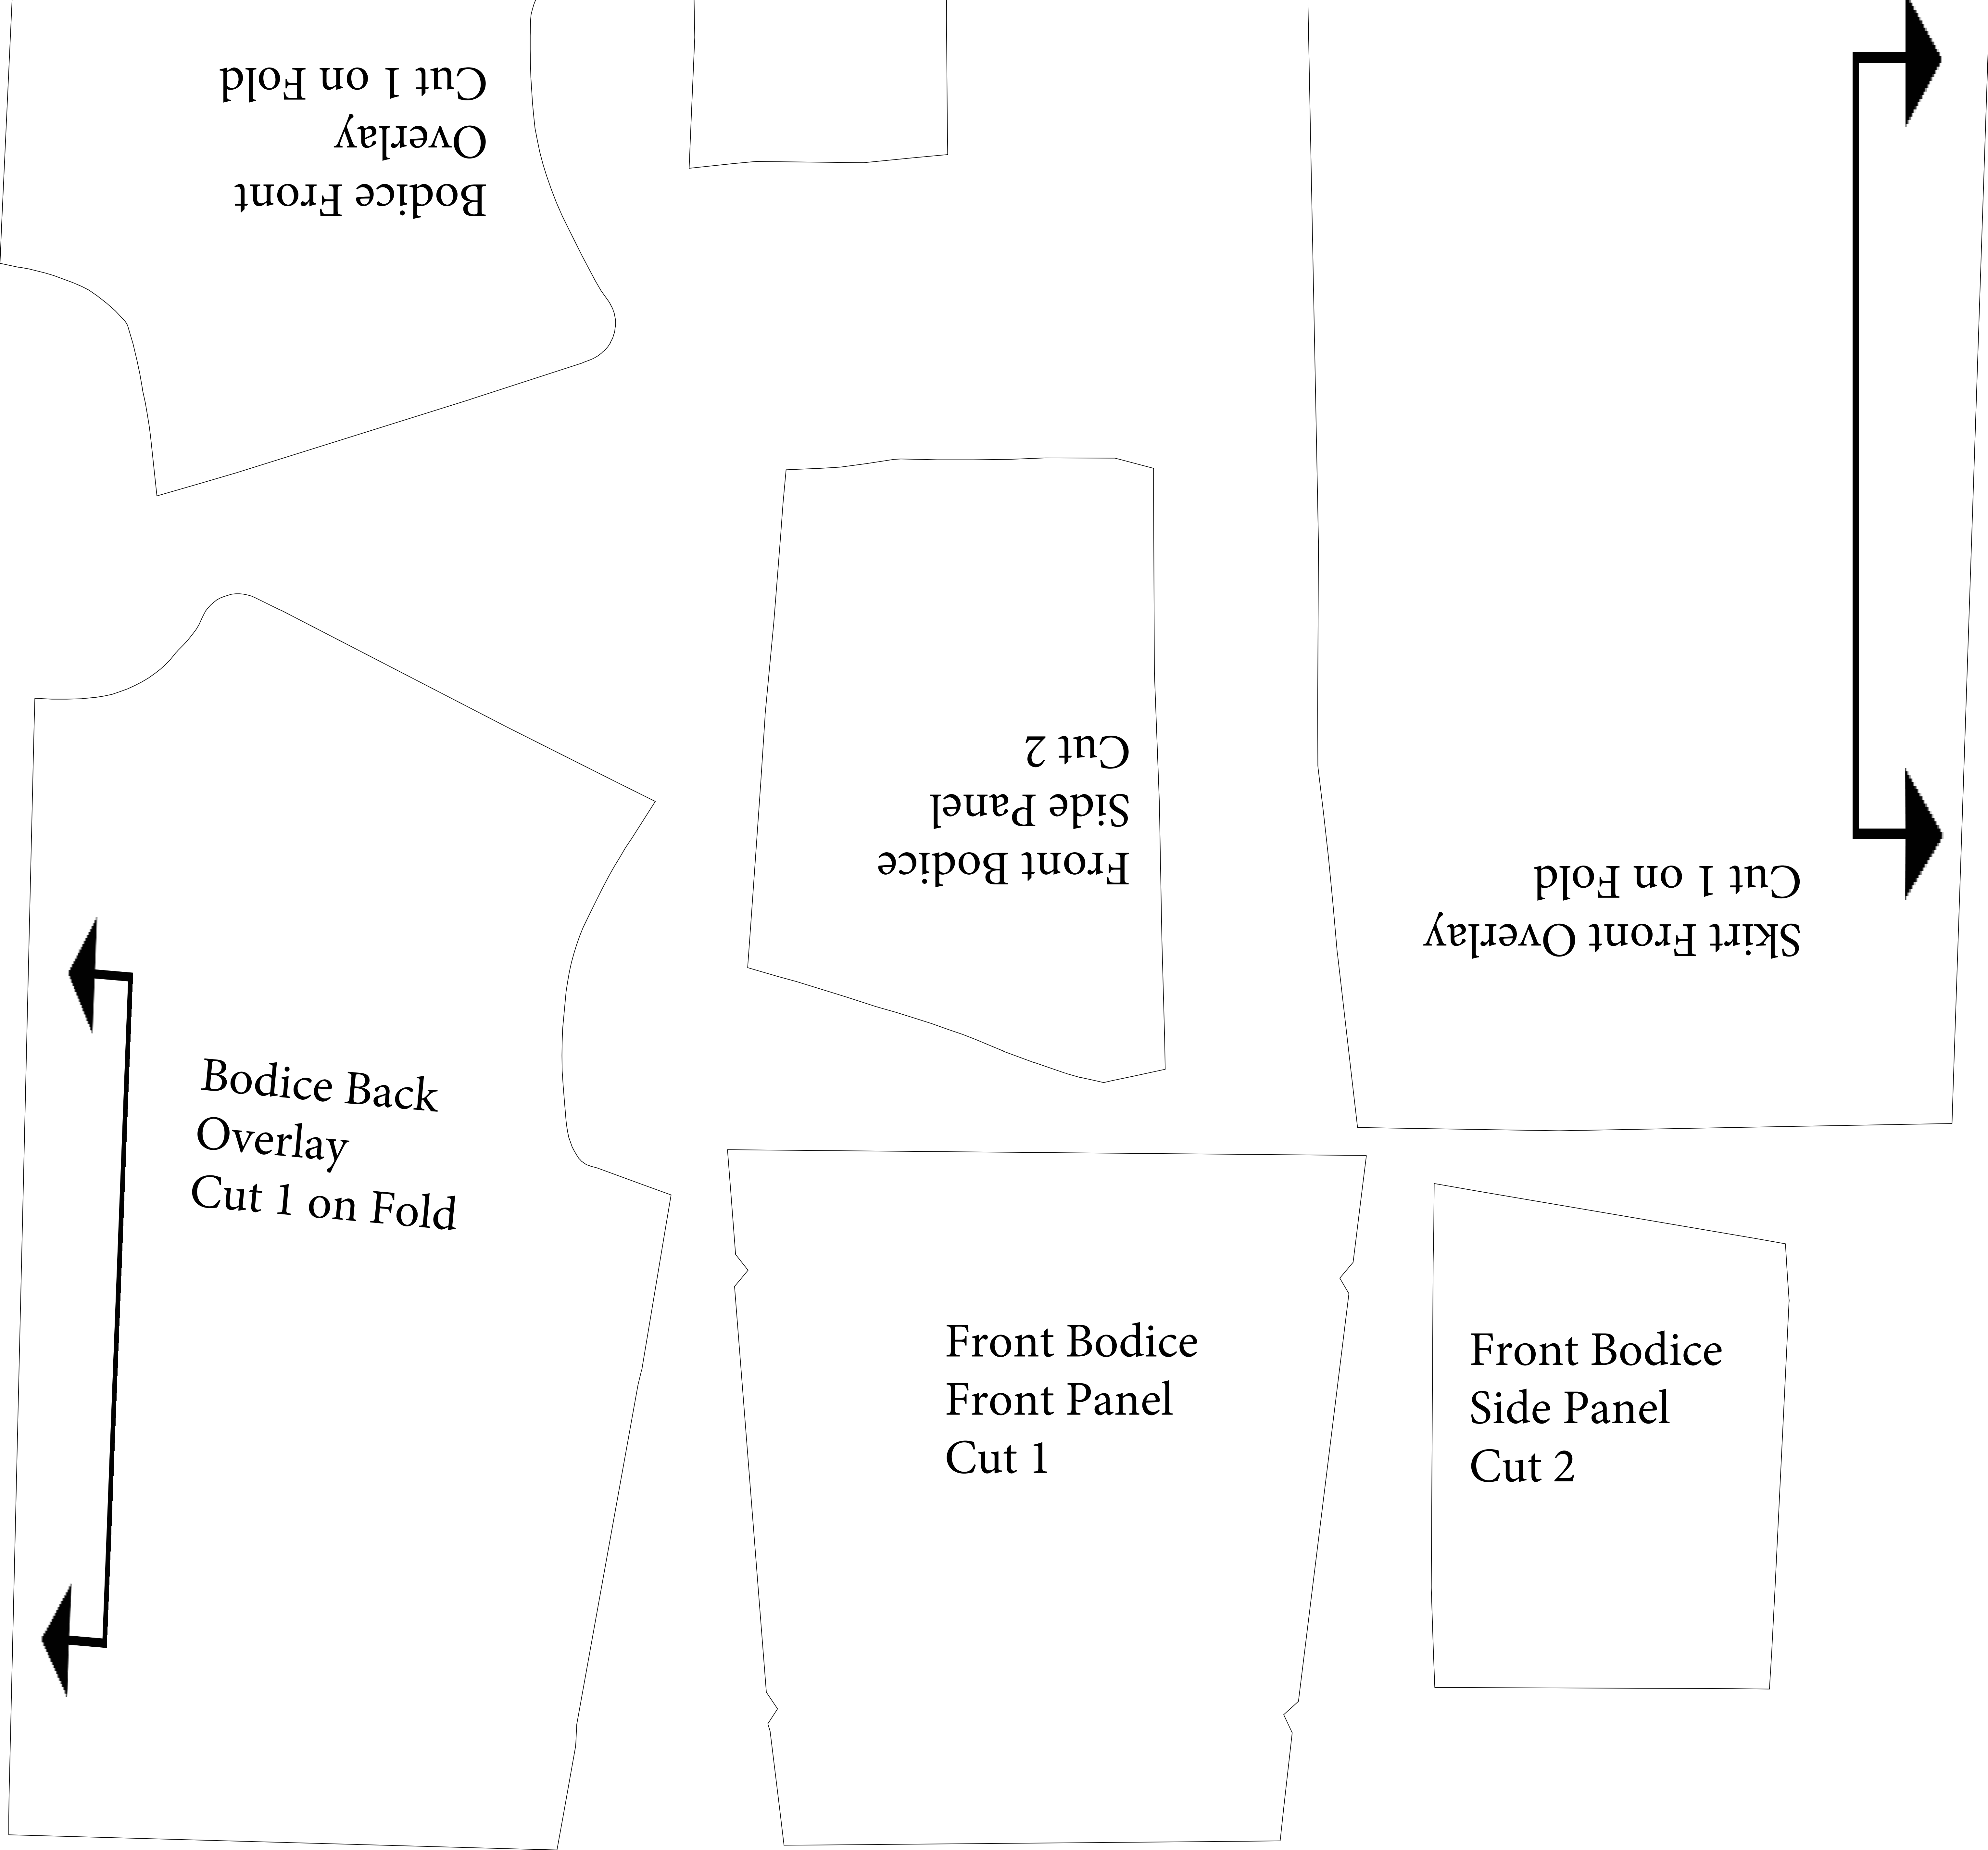 Bodice Front
Overlay
Cut 1 on Fold
Front Bodice
Side Panel
Cut 2
Skirt Front Overlay
Cut 1 on Fold
Bodice Back
Overlay
Cut 1 on Fold
Front Bodice
Front Panel
Cut 1
Front Bodice
Side Panel
Cut 2